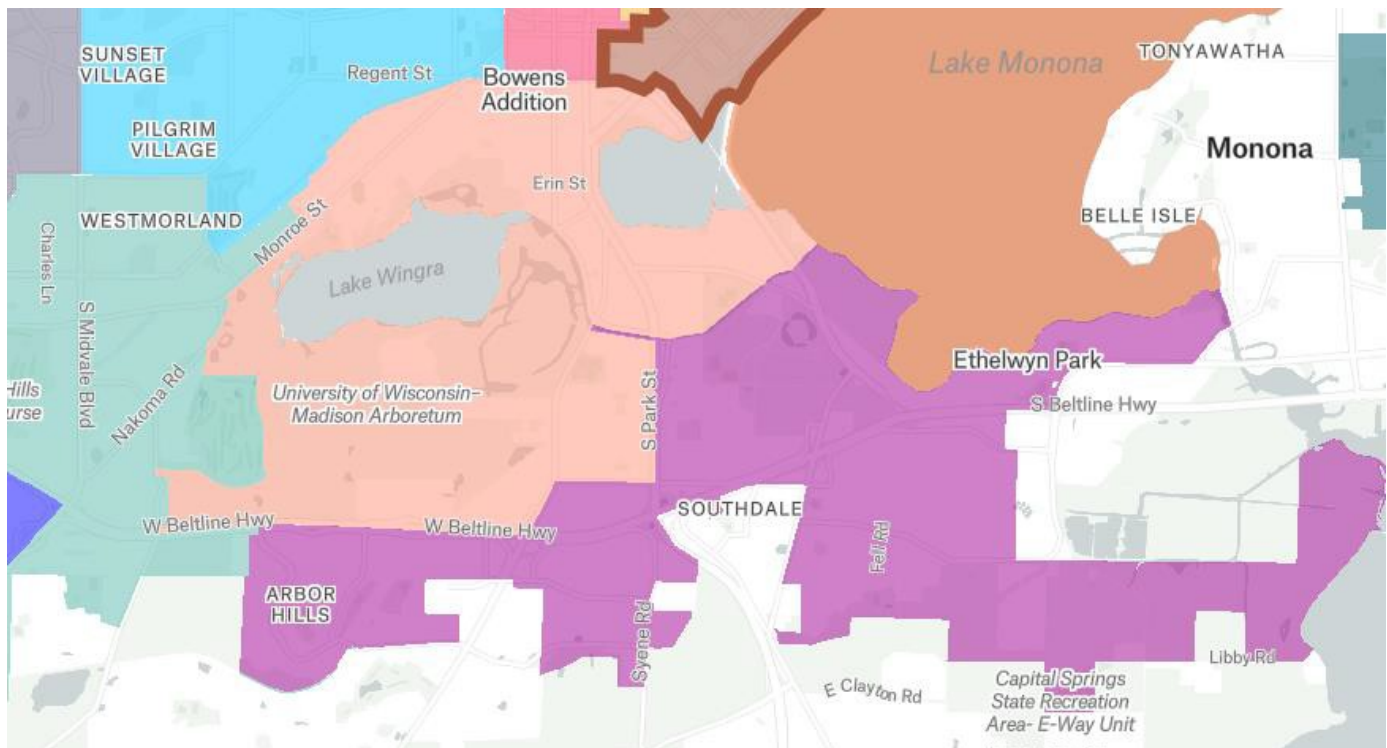 SUNSET
VILLAGE
Regent St
Bowens
Addition
Lake Monona
TONYAWATHA
PILGRIM
VILLAGE
Monona
Erin St
WESTMORLAND
Monroe St
BELLE ISLE
Charles Ln
Lake Wingra
S Midvale Blvd
Ethelwyn Park
Hills
urse
Nakoma Rd
University of Wisconsin–
Madison Arboretum
S Park St
S Beltline Hwy
W Beltline Hwy
W Beltline Hwy
SOUTHDALE
Fell Rd
ARBOR
HILLS
Syene Rd
Libby Rd
E Clayton Rd
Capital Springs
State Recreation
Area- E-Way Unit